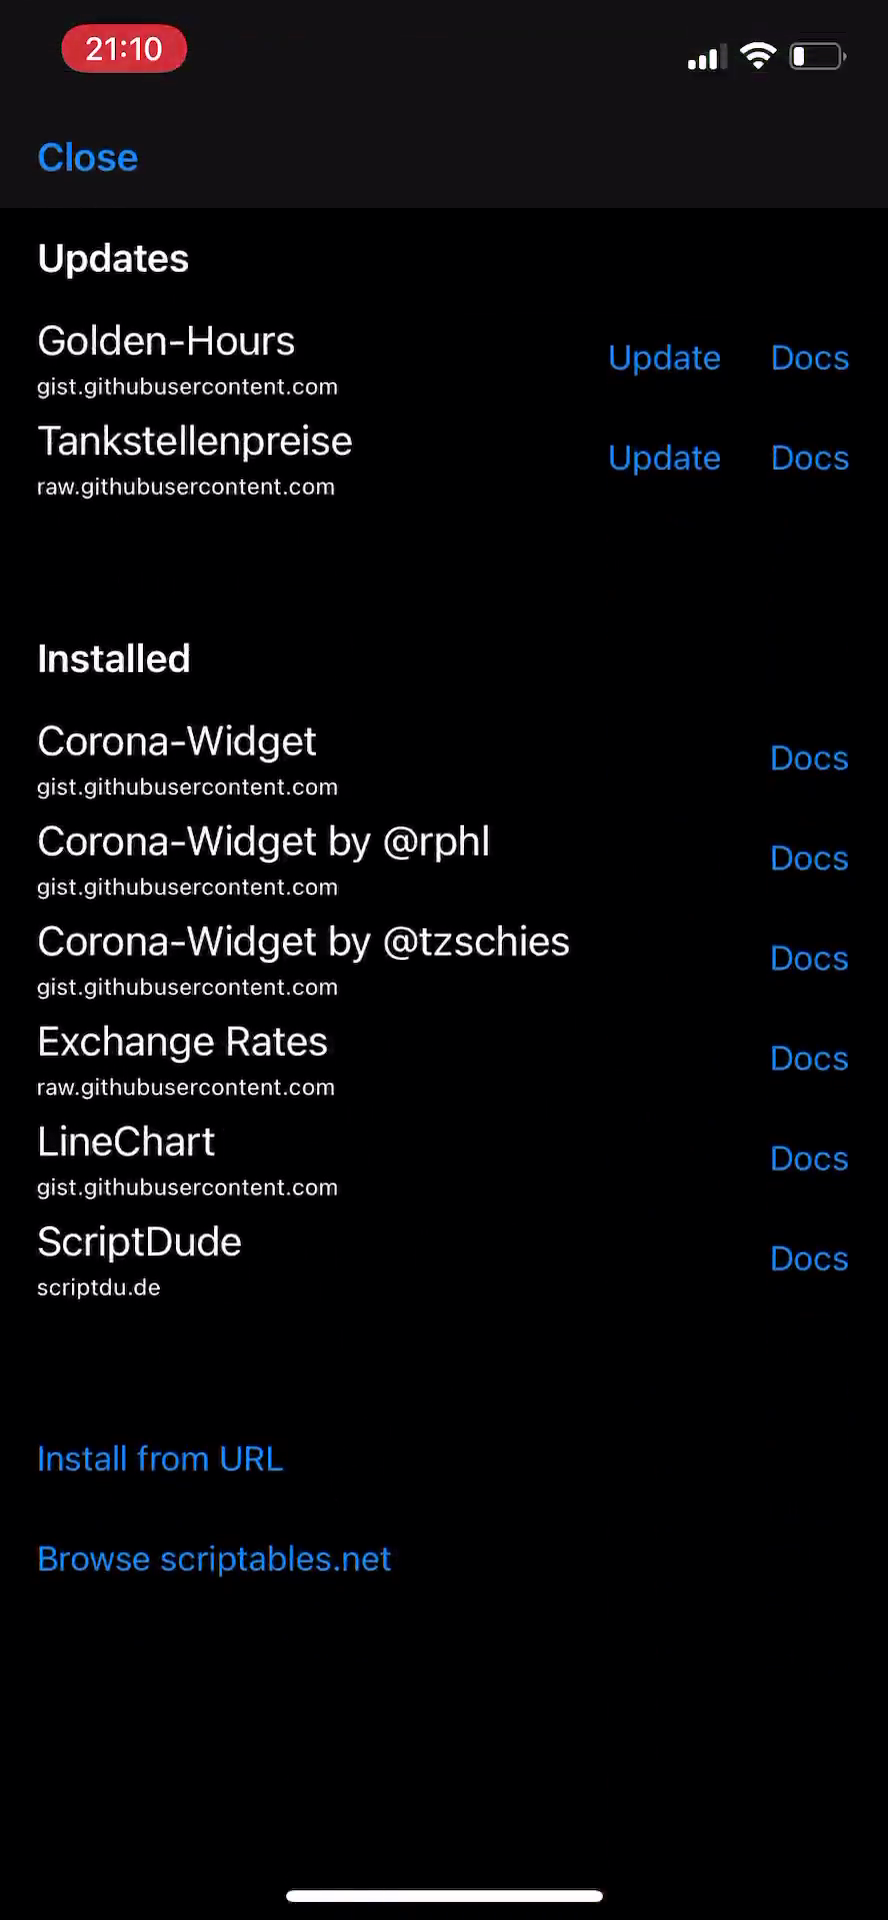 21:10
Close
Updates
Golden-Hours
gist.githubusercontent.com
Update Docs
Tankstellenpreise
raw.githubusercontent.com
Update Docs
Installed
Corona-Widget
gist.githubusercontent.com
Docs
Corona-Widget by @rphl
gist.githubusercontent.com
Docs
Corona-Widget by @tzschies
gist.githubusercontent.com
Docs
Exchange Rates
raw.githubusercontent.com
Docs
LineChart
gist.githubusercontent.com
Docs
ScriptDude
scriptdu.de
Docs
Install from URL
Browse scriptables.net